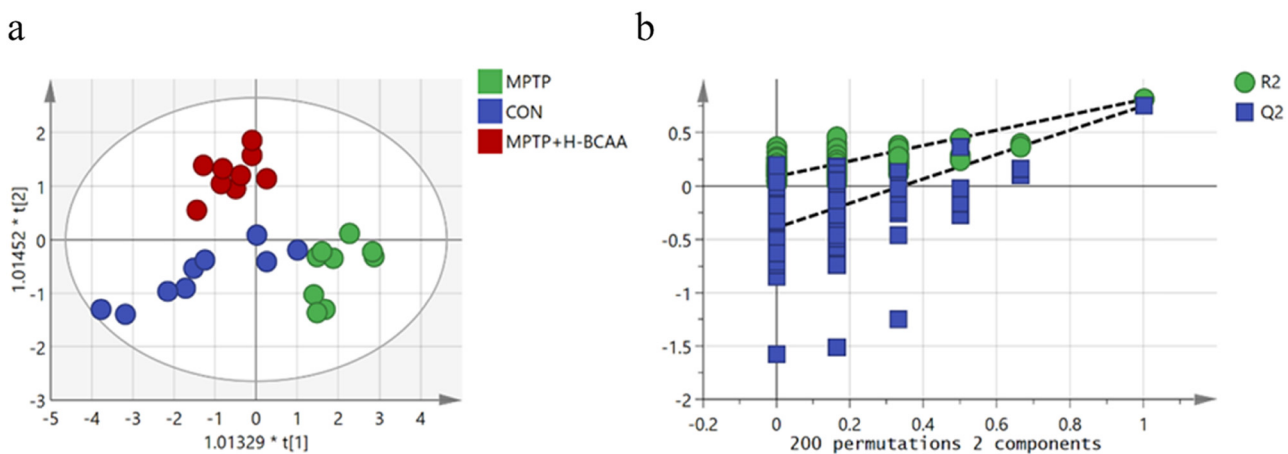 a
MPTP
CON
MPTP+H-BCAA
2
1
0
-1
-2
-3
-5 -4 -3 -2 -1 0 1 2 3 4
1.01452 * t[2]
1.01329 * t[1]
b
R2
Q2
0.5
0
-0.5
-1
-1.5
-2
-0.2 0 0.2 0.4 0.6 0.8 1
200 permutations 2 components